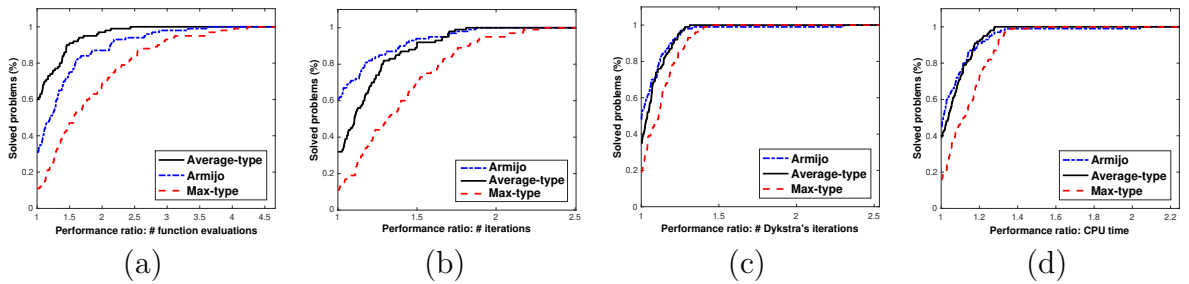 Solved problems (%)
1
0.8
0.6
0.4
0.2
0
1 1.5 2 2.5 3 3.5 4 4.5
Average-type
Armijo
Max-type
Performance ratio: # function evaluations
(a)
Solved problems (%)
1
0.8
0.6
0.4
0.2
0
1 1.5 2 2.5
Armijo
Average-type
Max-type
Performance ratio: # iterations
(b)
Solved problems (%)
1
0.8
0.6
0.4
0.2
0
1 1.5 2 2.5
Armijo
Average-type
Max-type
Performance ratio: # Dykstra's iterations
(c)
Solved problems (%)
1
0.8
0.6
0.4
0.2
0
1 1.2 1.4 1.6 1.8 2 2.2
Armijo
Average-type
Max-type
Performance ratio: CPU time
(d)